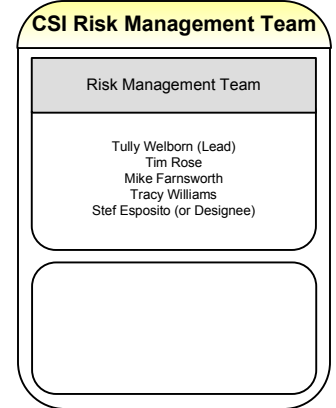 CSI Risk Management Team
Risk Management Team
Tully Welborn (Lead)
Tim Rose
Mike Farnsworth
Tracy Williams
Stef Esposito (or Designee)